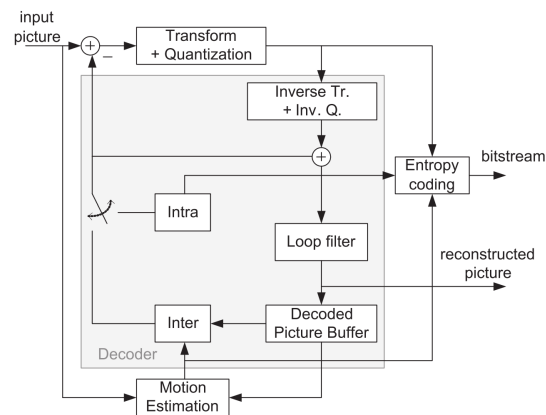 input
picture
+
−
Transform
+ Quantization
Inverse Tr.
+ Inv. Q.
+
Entropy
coding
bitstream
Intra
Loop filter
reconstructed
picture
Inter
Decoded
Picture Buffer
Decoder
Motion
Estimation